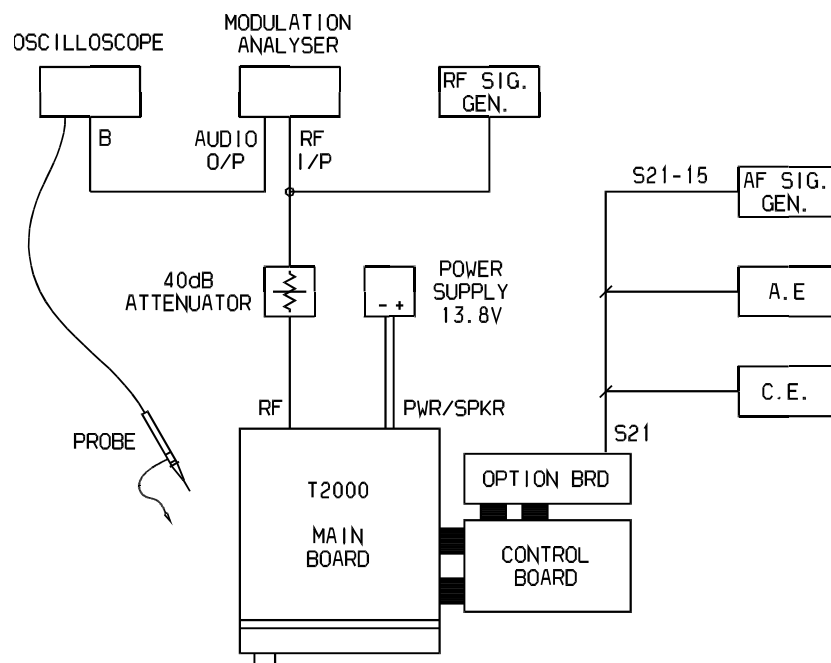 OSCILLOSCOPE
MODULATION
ANALYSER
RF SIG.
GEN.
B
AUDIO
O/P
RF
I/P
S21-15
AF SIG.
GEN.
40dB
ATTENUATOR
- +
POWER
SUPPLY
13.8V
A.E
C.E.
RF
PWR/SPKR
PROBE
S21
T2000
MAIN
BOARD
OPTION BRD
CONTROL
BOARD